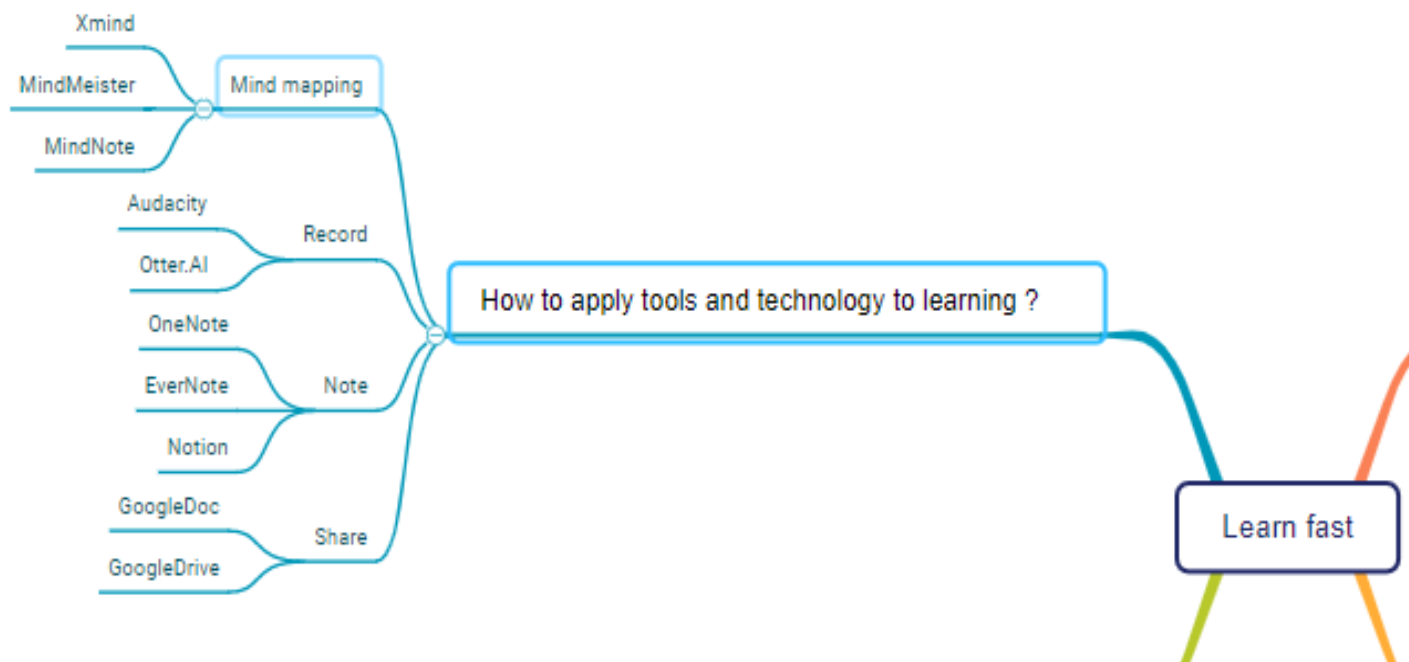 Xmind
Mind mapping
MindMeister
MindNote
Audacity
Record
Otter.AI
How to apply tools and technology to learning ?
OneNote
EverNote
Note
Notion
GoogleDoc
Share
GoogleDrive
Learn fast